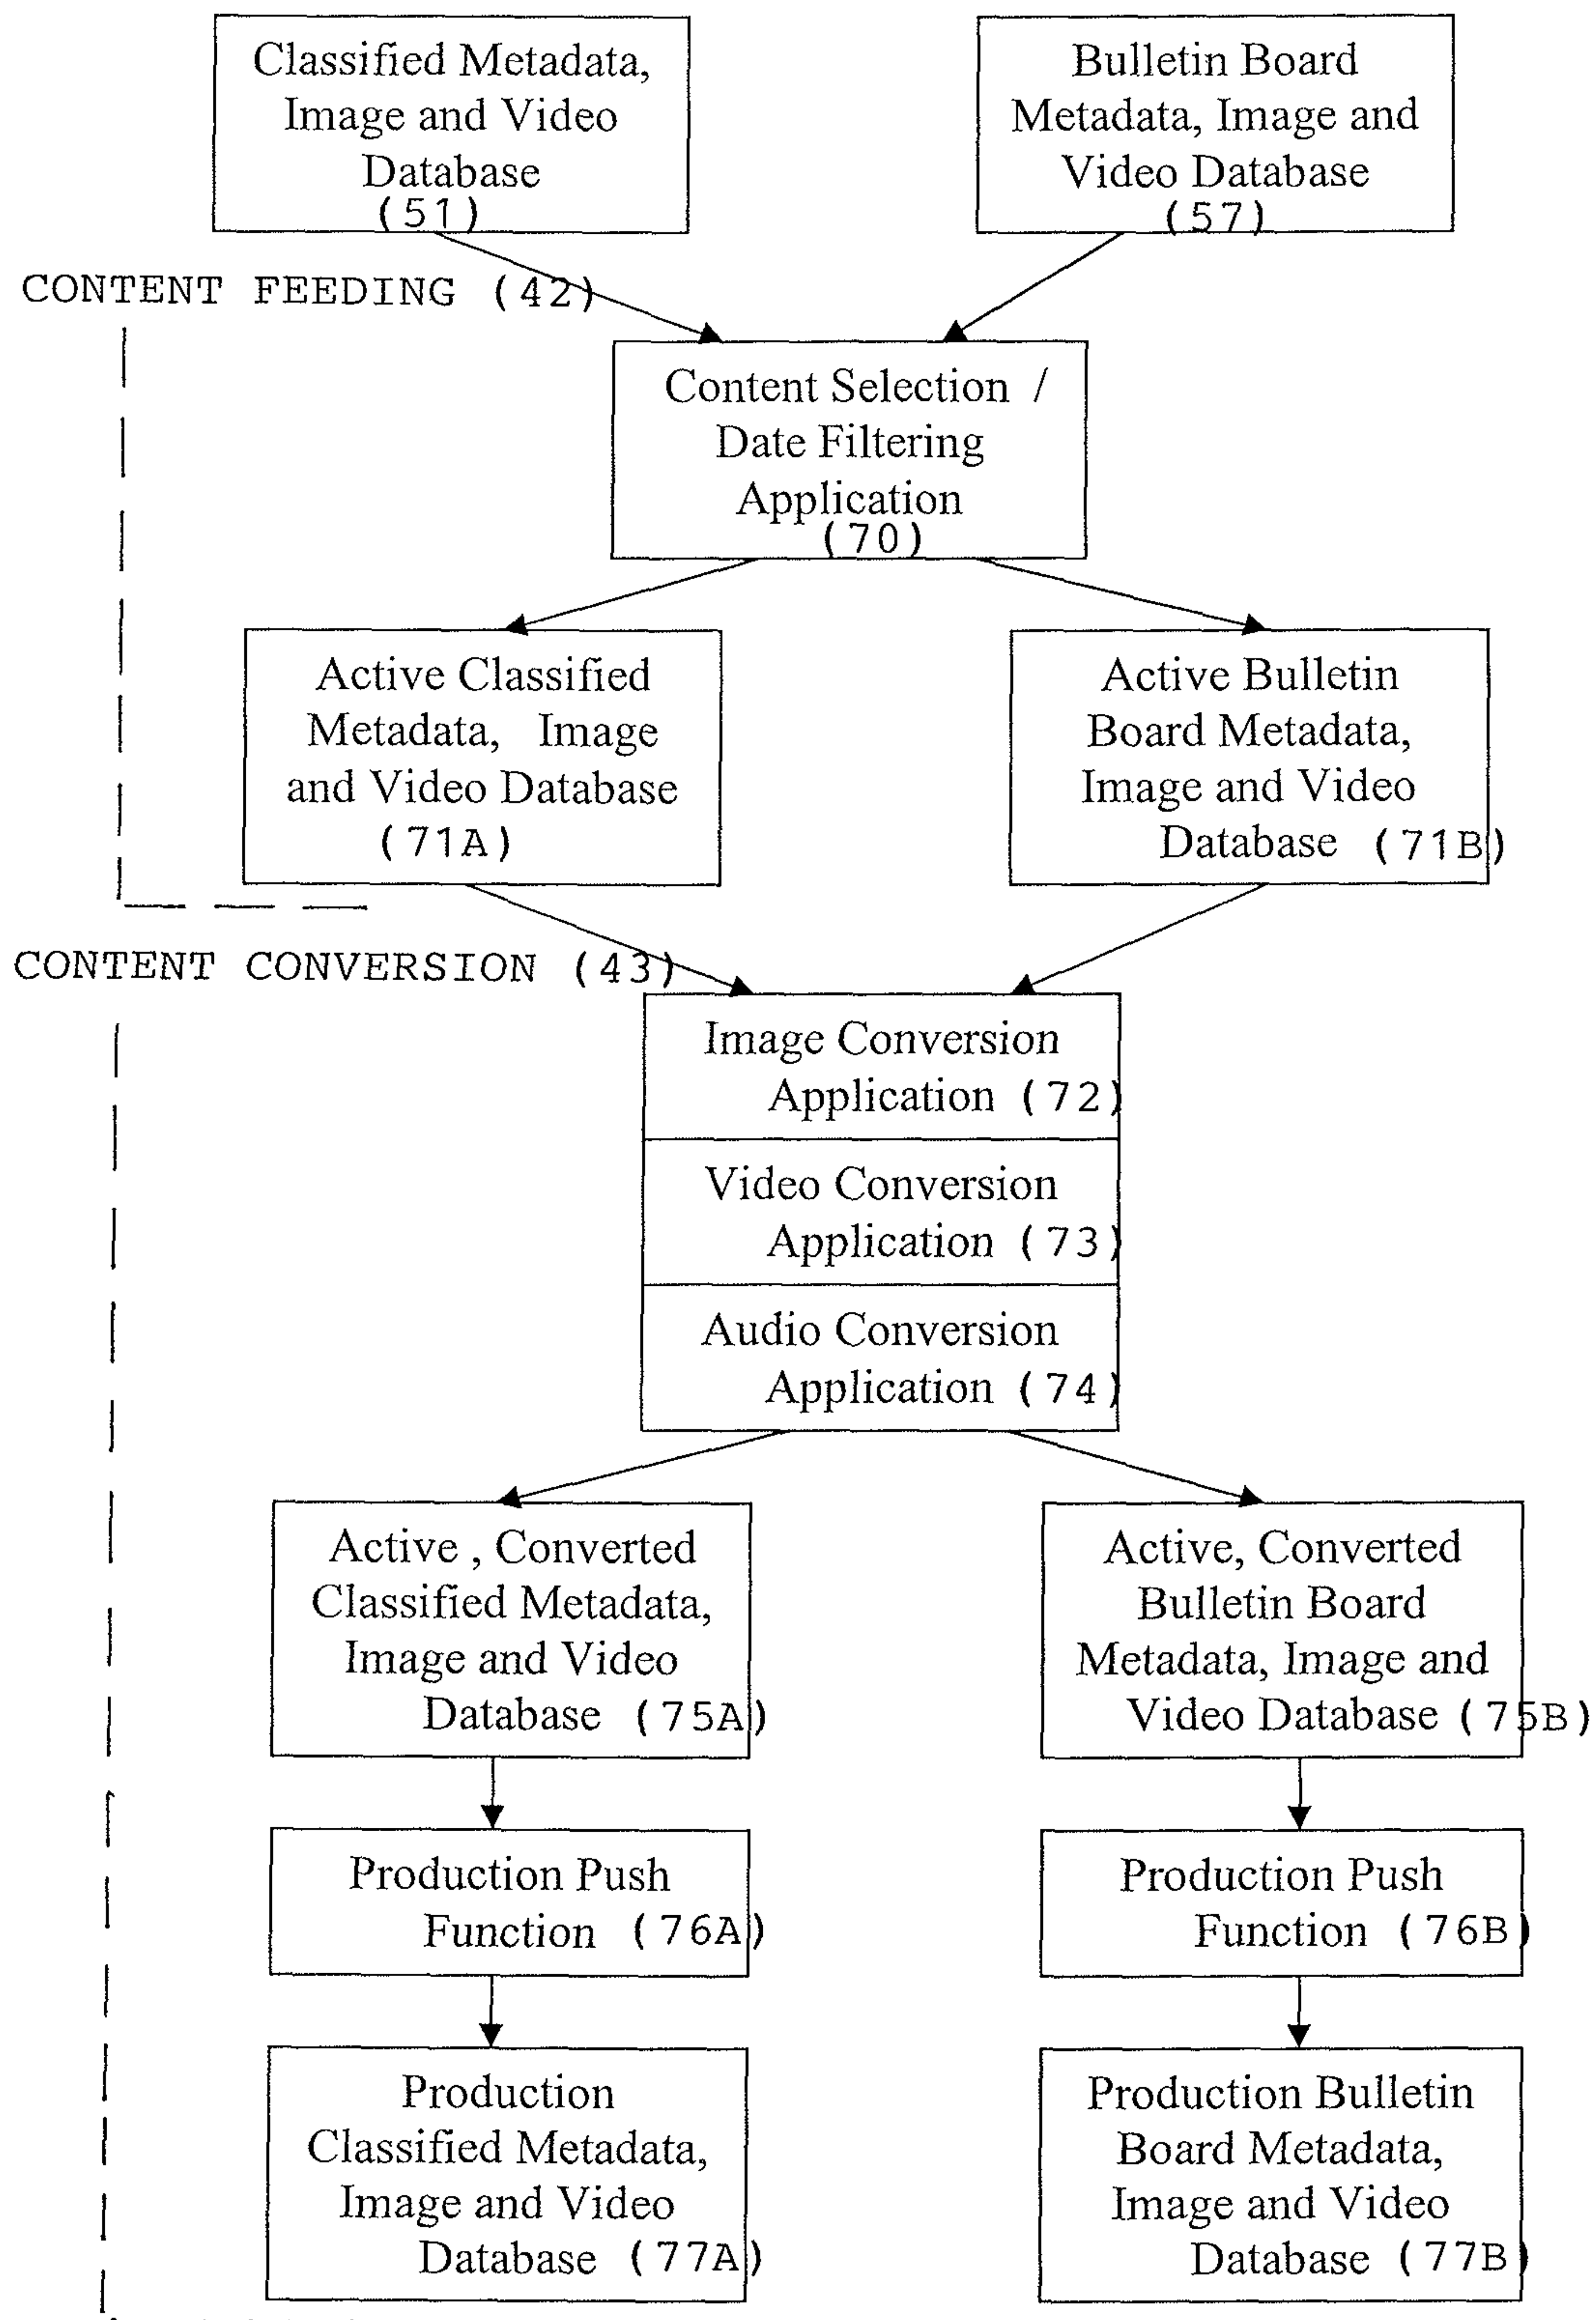 Classified Metadata,
Image and Video
Database
(51)
Bulletin Board
Metadata, Image and
Video Database
(57)
CONTENT FEEDING (42)
Content Selection /
Date Filtering
Application
(70)
Active Classified
Metadata, Image
and Video Database
(71A)
Active Bulletin
Board Metadata,
Image and Video
Database (71B)
CONTENT CONVERSION (43)
Image Conversion
Application (72)
Video Conversion
Application (73)
Audio Conversion
Application (74)
Active , Converted
Classified Metadata,
Image and Video
Database (75A)
Active, Converted
Bulletin Board
Metadata, Image and
Video Database (75B)
Production Push
Function (76A)
Production Push
Function (76B)
Production
Classified Metadata,
Image and Video
Database (77A)
Production Bulletin
Board Metadata,
Image and Video
Database (77B)